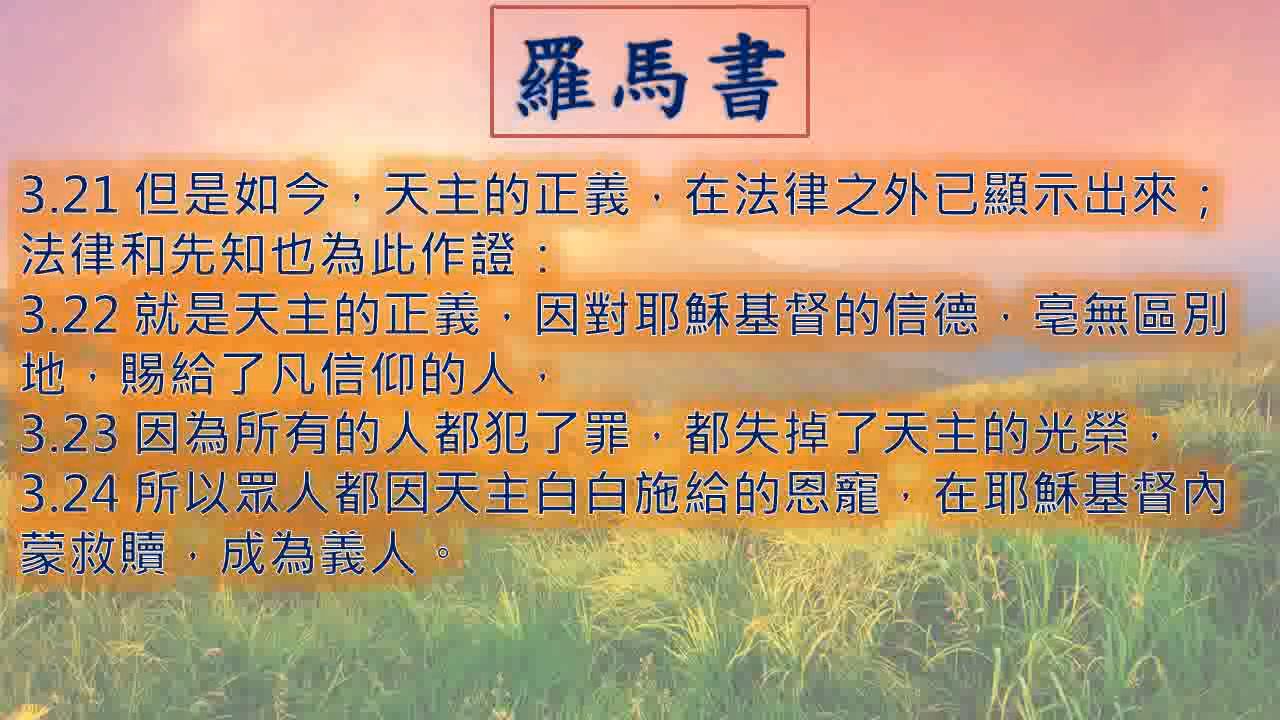 羅馬書
3.21 但是如今，天主的正義，在法律之外已顯示出來；
法律和先知也為此作證：
3.22 就是天主的正義，因對耶穌基督的信德，毫無區別
地，賜給了凡信仰的人，
3.23 因為所有的人都犯了罪，都失掉了天主的光榮，
3.24 所以眾人都因天主白白施給的恩寵，在耶穌基督內
蒙救贖，成為義人。